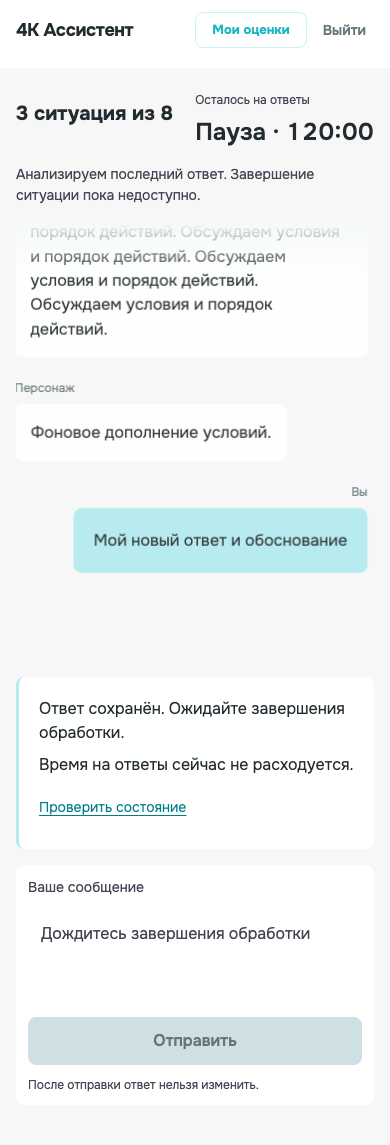 4К Ассистент
Мои оценки
Выйти
3 ситуация из 8
Осталось на ответы
Пауза · 120:00
Анализируем последний ответ. Завершение
ситуации пока недоступно.
порядок действий. Обсуждаем условия
и порядок действий. Обсуждаем
условия и порядок действий.
Обсуждаем условия и порядок
действий.
Персонаж
Фоновое дополнение условий.
Вы
Мой новый ответ и обоснование
Ответ сохранён. Ожидайте завершения
обработки.
Время на ответы сейчас не расходуется.
Проверить состояние
Ваше сообщение
Дождитесь завершения обработки
Отправить
После отправки ответ нельзя изменить.